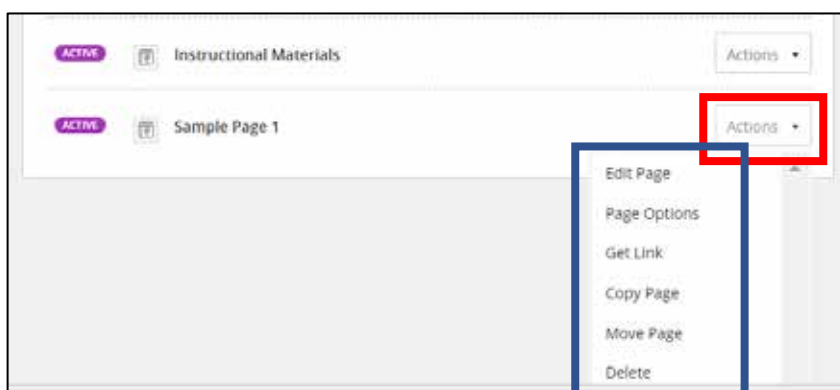 ACTIVE Instructional Materials Actions
ACTIVE Sample Page 1 Actions
Edit Page
Page Options
Get Link
Copy Page
Move Page
Delete